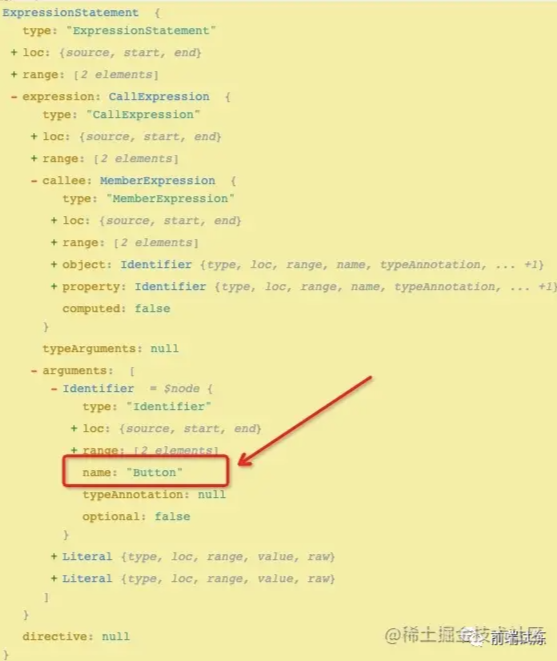 ExpressionStatement {
type: "ExpressionStatement"
+ loc: {source, start, end}
+ range: [2 elements]
- expression: CallExpression {
type: "CallExpression"
+ loc: {source, start, end}
+ range: [2 elements]
- callee: MemberExpression {
type: "MemberExpression"
+ loc: {source, start, end}
+ range: [2 elements]
+ object: Identifier {type, loc, range, name, typeAnnotation, ... +1}
+ property: Identifier {type, loc, range, name, typeAnnotation, ... +1}
computed: false
}
typeArguments: null
- arguments: [
- Identifier = $node {
type: "Identifier"
+ loc: {source, start, end}
+ range: [2 elements]
name: "Button"
typeAnnotation: null
optional: false
}
+ Literal {type, loc, range, value, raw}
+ Literal {type, loc, range, value, raw}
]
}
directive: null
}
@稀土掘金技术社区
前端试炼